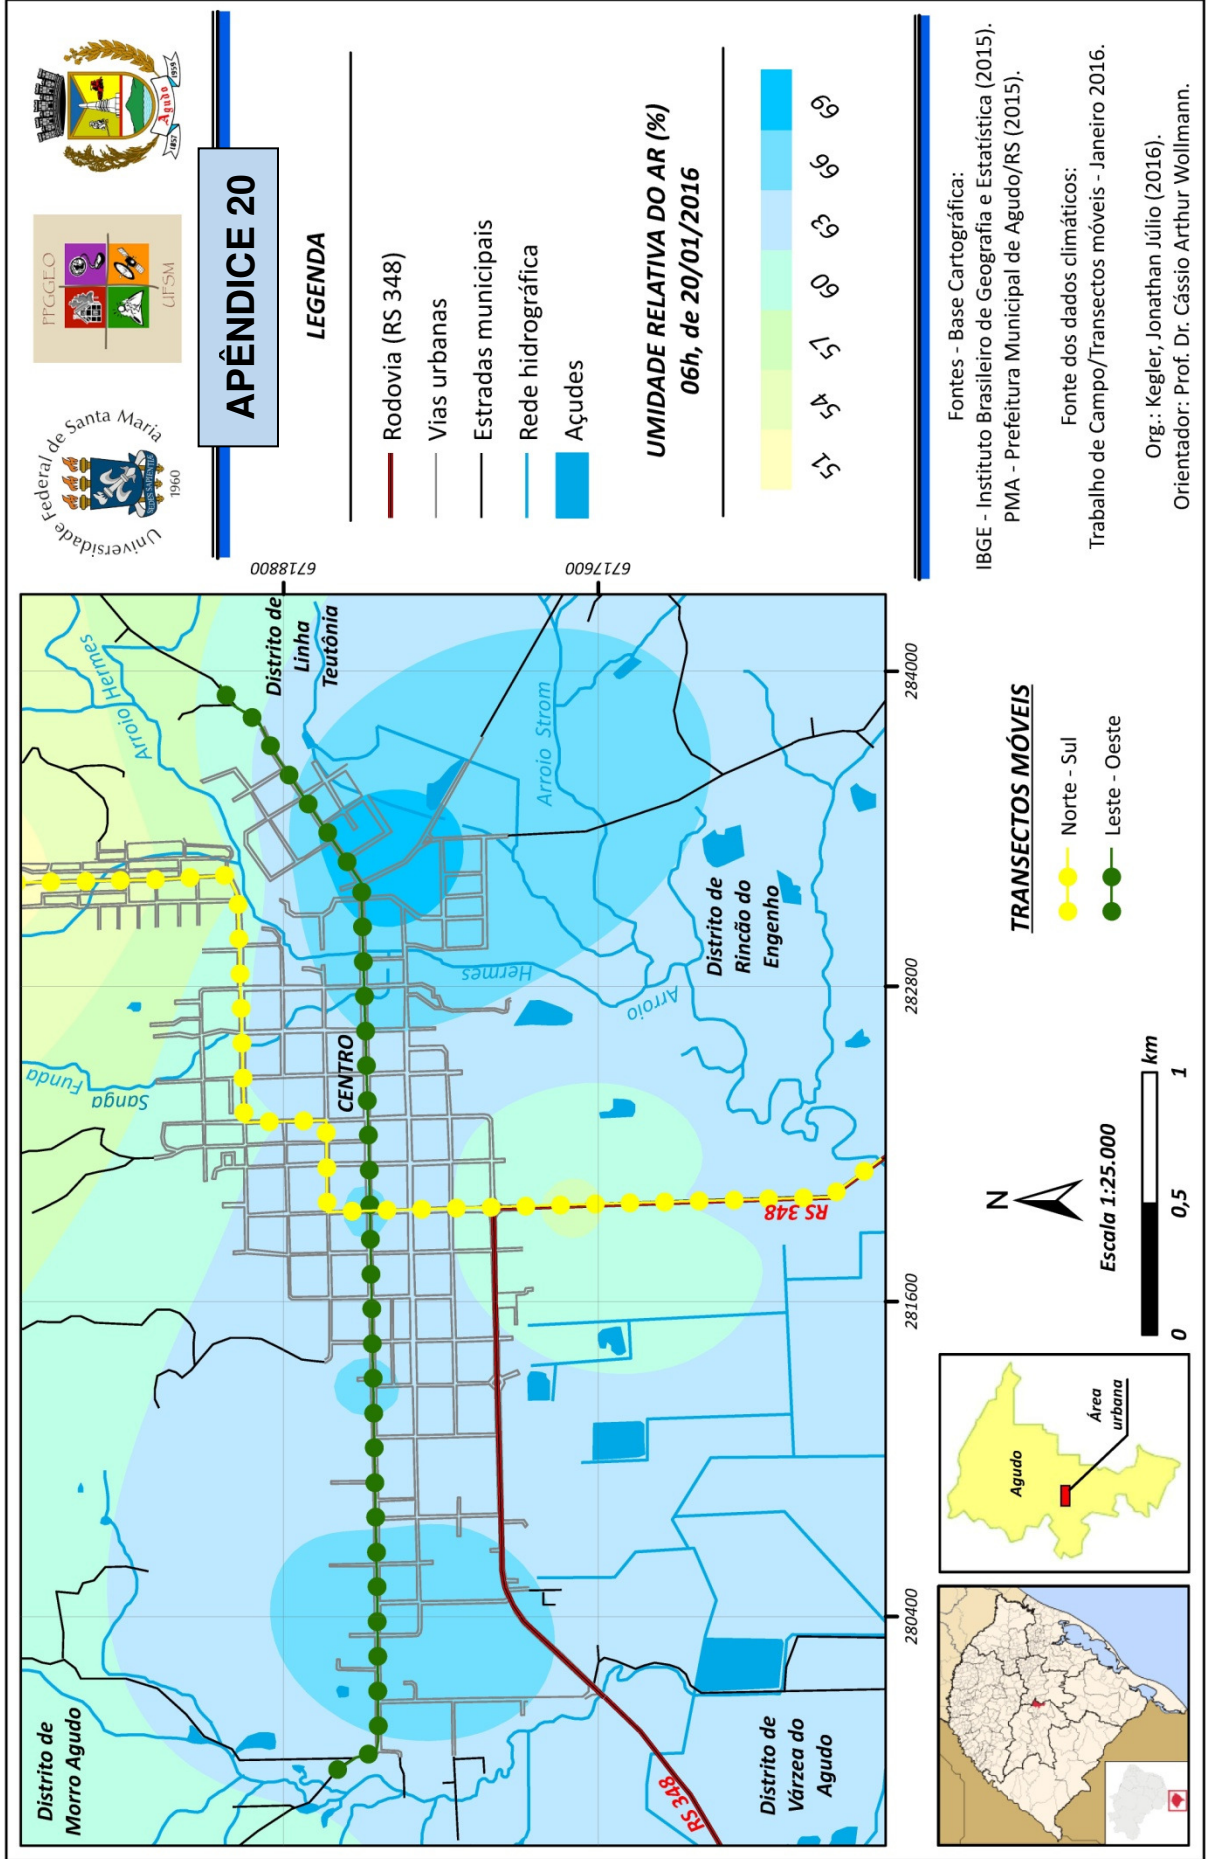 Universidade Federal de Santa Maria
SEDES SAPIENTIAE
1960
PPGGEO
UFSM
1857 Agudo 1959
APÊNDICE 20
LEGENDA
Rodovia (RS 348)
Vias urbanas
Estradas municipais
Rede hidrográfica
Açudes
UMIDADE RELATIVA DO AR (%)
06h, de 20/01/2016
51 54 57 60 63 66 69
Fontes - Base Cartográfica:
IBGE - Instituto Brasileiro de Geografia e Estatística (2015).
PMA - Prefeitura Municipal de Agudo/RS (2015).
Fonte dos dados climáticos:
Trabalho de Campo/Transectos móveis - Janeiro 2016.
Org.: Kegler, Jonathan Júlio (2016).
Orientador: Prof. Dr. Cássio Arthur Wollmann.
Distrito de
Morro Agudo
Sanga Funda
Arroio Hermes
Distrito de
Linha
Teutônia
CENTRO
Arroio Strom
Arroio Hermes
Distrito de
Rincão do
Engenho
RS 348
RS 348
Distrito de
Várzea do
Agudo
6718800
6717600
280400
281600
282800
284000
Agudo
Área
urbana
N
Escala 1:25.000
0 0,5 1 km
TRANSECTOS MÓVEIS
Norte - Sul
Leste - Oeste